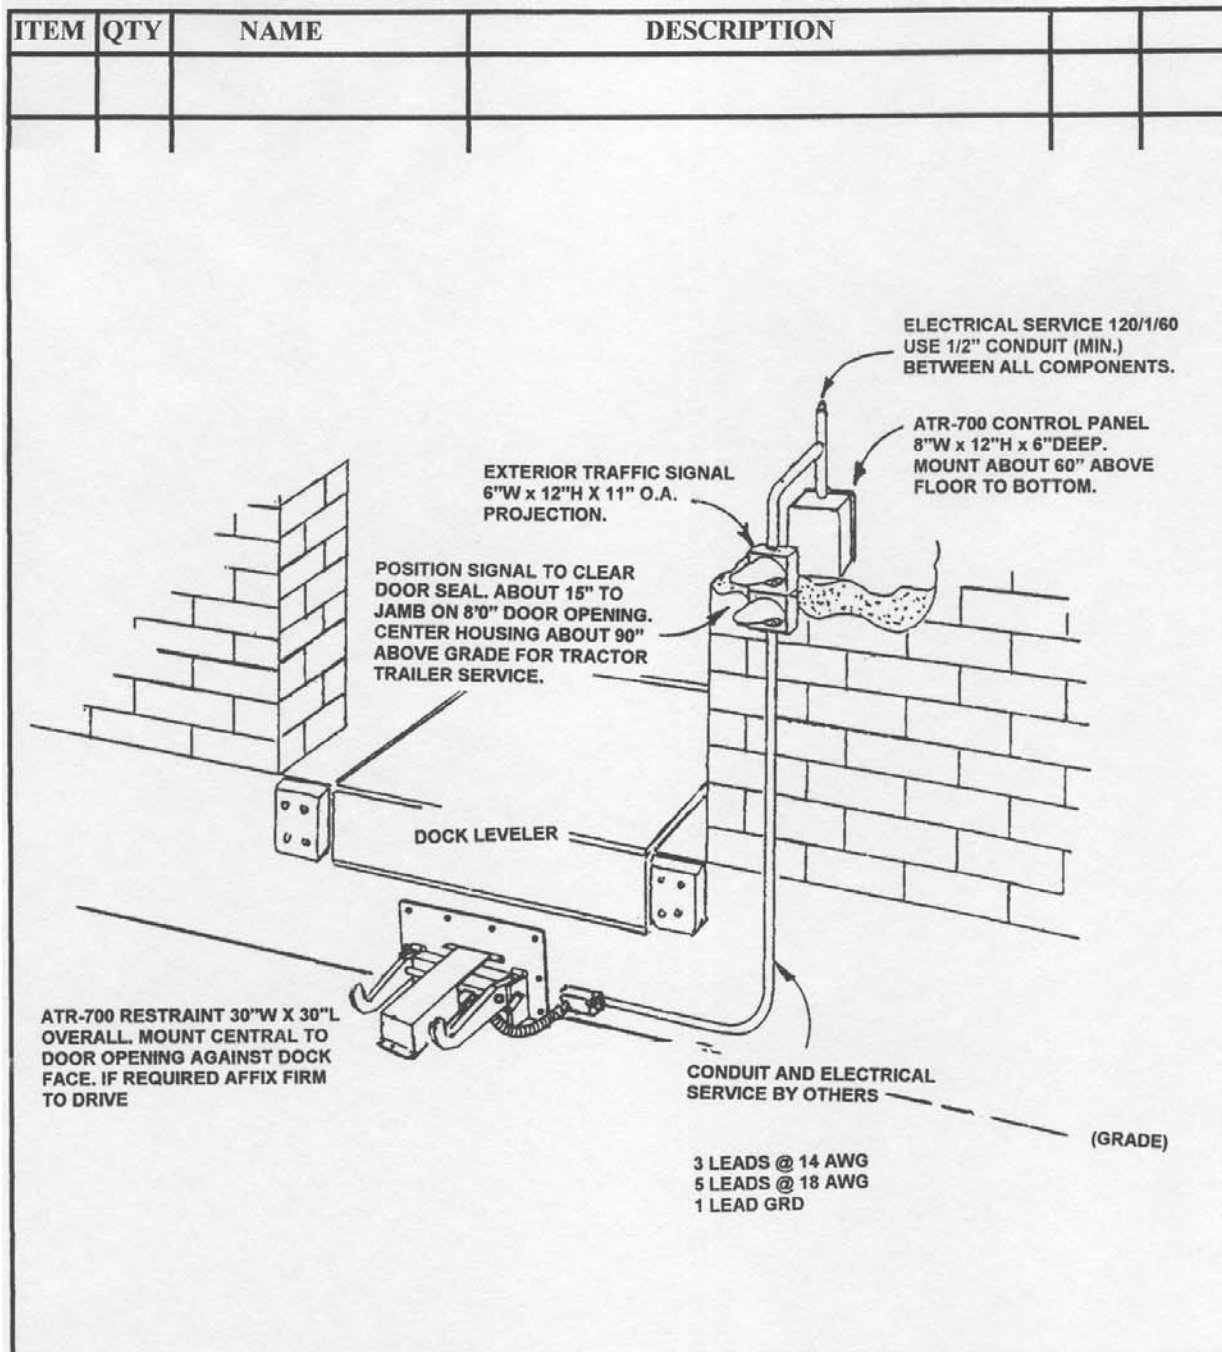 ITEM QTY NAME DESCRIPTION
ELECTRICAL SERVICE 120/1/60
USE 1/2" CONDUIT (MIN.)
BETWEEN ALL COMPONENTS.
ATR-700 CONTROL PANEL
8"W x 12"H x 6"DEEP.
MOUNT ABOUT 60" ABOVE
FLOOR TO BOTTOM.
EXTERIOR TRAFFIC SIGNAL
6"W x 12"H X 11" O.A.
PROJECTION.
POSITION SIGNAL TO CLEAR
DOOR SEAL. ABOUT 15" TO
JAMB ON 8'0" DOOR OPENING.
CENTER HOUSING ABOUT 90"
ABOVE GRADE FOR TRACTOR
TRAILER SERVICE.
DOCK LEVELER
ATR-700 RESTRAINT 30"W X 30"L
OVERALL. MOUNT CENTRAL TO
DOOR OPENING AGAINST DOCK
FACE. IF REQUIRED AFFIX FIRM
TO DRIVE
CONDUIT AND ELECTRICAL
SERVICE BY OTHERS
(GRADE)
3 LEADS @ 14 AWG
5 LEADS @ 18 AWG
1 LEAD GRD